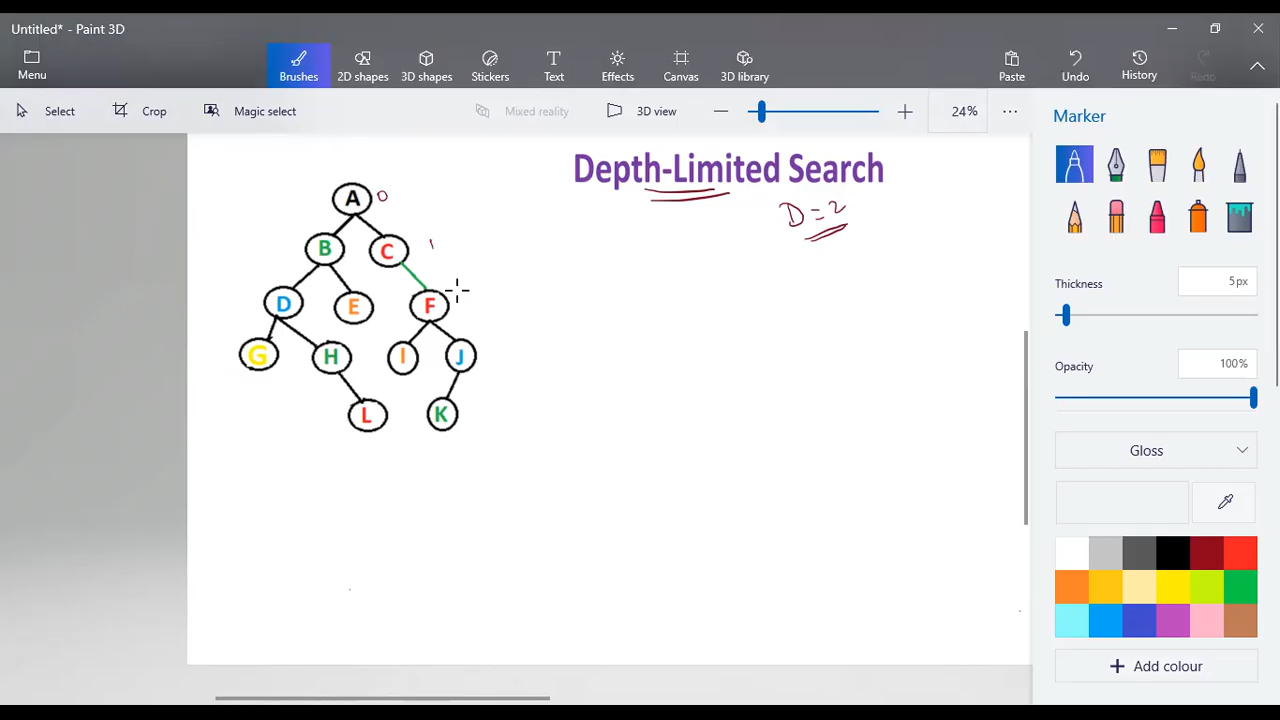 Untitled* - Paint 3D
Menu
Brushes
2D shapes
3D shapes
Stickers
Text
Effects
Canvas
3D library
Paste
Undo
History
Redo
Select
Crop
Magic select
Mixed reality
3D view
24%
Marker
Depth-Limited Search
D = 2
A 0
B C 1
D E F
G H I J
L K
Thickness
5px
Opacity
100%
Gloss
Add colour